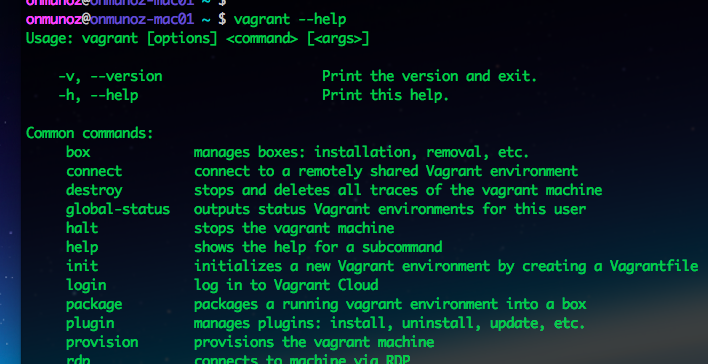 onmunoz@onmunoz-mac01 ~ $
onmunoz@onmunoz-mac01 ~ $ vagrant --help
Usage: vagrant [options] <command> [<args>]
-v, --version Print the version and exit.
-h, --help Print this help.
Common commands:
box manages boxes: installation, removal, etc.
connect connect to a remotely shared Vagrant environment
destroy stops and deletes all traces of the vagrant machine
global-status outputs status Vagrant environments for this user
halt stops the vagrant machine
help shows the help for a subcommand
init initializes a new Vagrant environment by creating a Vagrantfile
login log in to Vagrant Cloud
package packages a running vagrant environment into a box
plugin manages plugins: install, uninstall, update, etc.
provision provisions the vagrant machine
rdp connects to machine via RDP